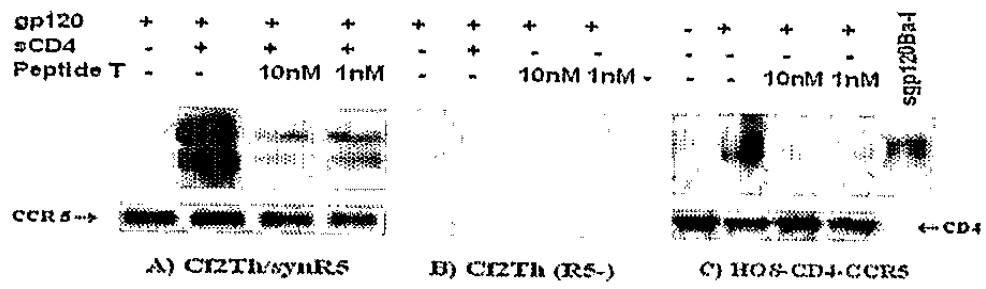 gp120 + + + + + + + + - + + +
sCD4 - + + + - + - - - - - -
Peptide T - - 10nM 1nM - - 10nM 1nM - - - 10nM 1nM
sgp120Ba-l
CCR5
CD4
A) Cf2Th/synR5 B) Cf2Th (R5-) C) HOS-CD4-CCR5